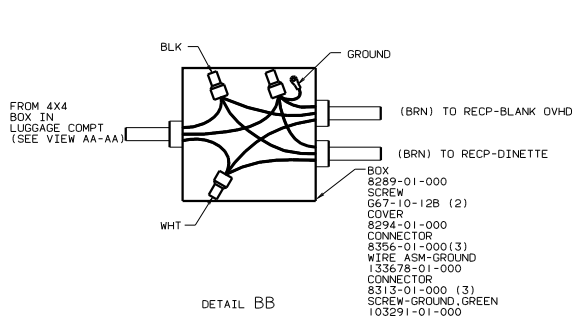 BLK
GROUND
FROM 4X4
BOX IN
LUGGAGE COMPT
(SEE VIEW AA-AA)
(BRN) TO RECP-BLANK OVHD
(BRN) TO RECP-DINETTE
WHT
BOX
8289-01-000
SCREW
G67-10-12B (2)
COVER
8294-01-000
CONNECTOR
8356-01-000(3)
WIRE ASM-GROUND
133678-01-000
CONNECTOR
8313-01-000 (3)
SCREW-GROUND,GREEN
103291-01-000
DETAIL BB